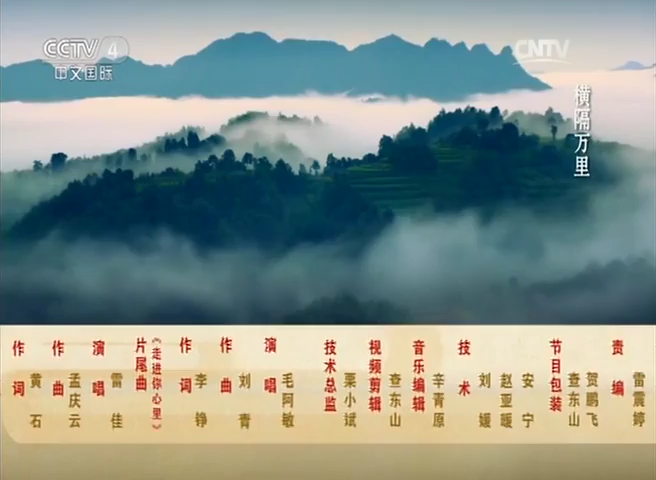 CCTV 4
中文国际
CNTV
横隔万里
作词
黄石
作曲
孟庆云
演唱
雷佳
片尾曲
《走进你心里》
作词
李铮
作曲
刘青
演唱
毛阿敏
技术总监
栗小斌
视频剪辑
查东山
音乐编辑
辛青原
技术
刘媛
赵亚暖
安宁
节目包装
查东山
贺鹏飞
责编
雷震婷